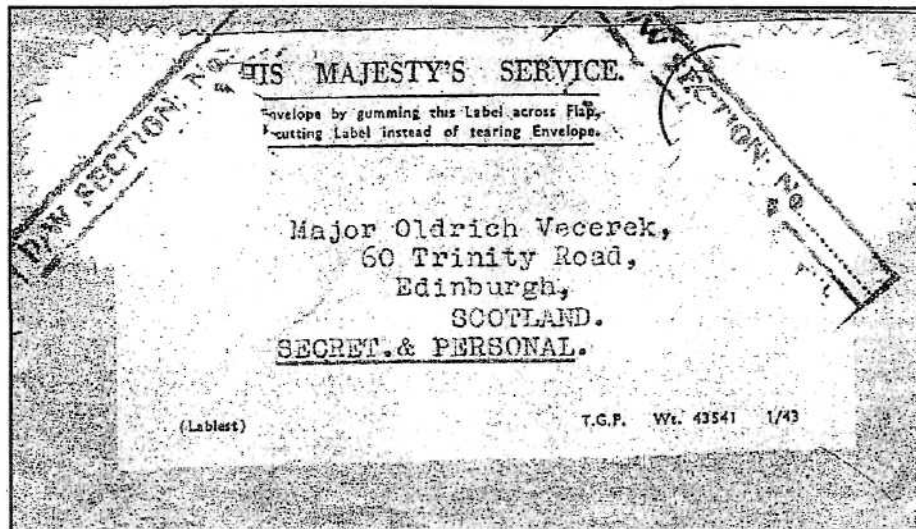 HIS MAJESTY'S SERVICE.
Envelope by gumming this Label across Flap,
cutting Label instead of tearing Envelope.
P/W SECTION: No.
SECTION: No.
Major Oldrich Vecerek,
60 Trinity Road,
Edinburgh,
SCOTLAND.
SECRET.& PERSONAL.
(Lablest)
T.G.P. Wt. 43541 1/43